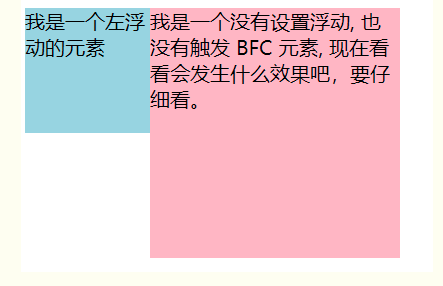 我是一个左浮
动的元素
我是一个没有设置浮动, 也
没有触发 BFC 元素, 现在看
看会发生什么效果吧，要仔
细看。